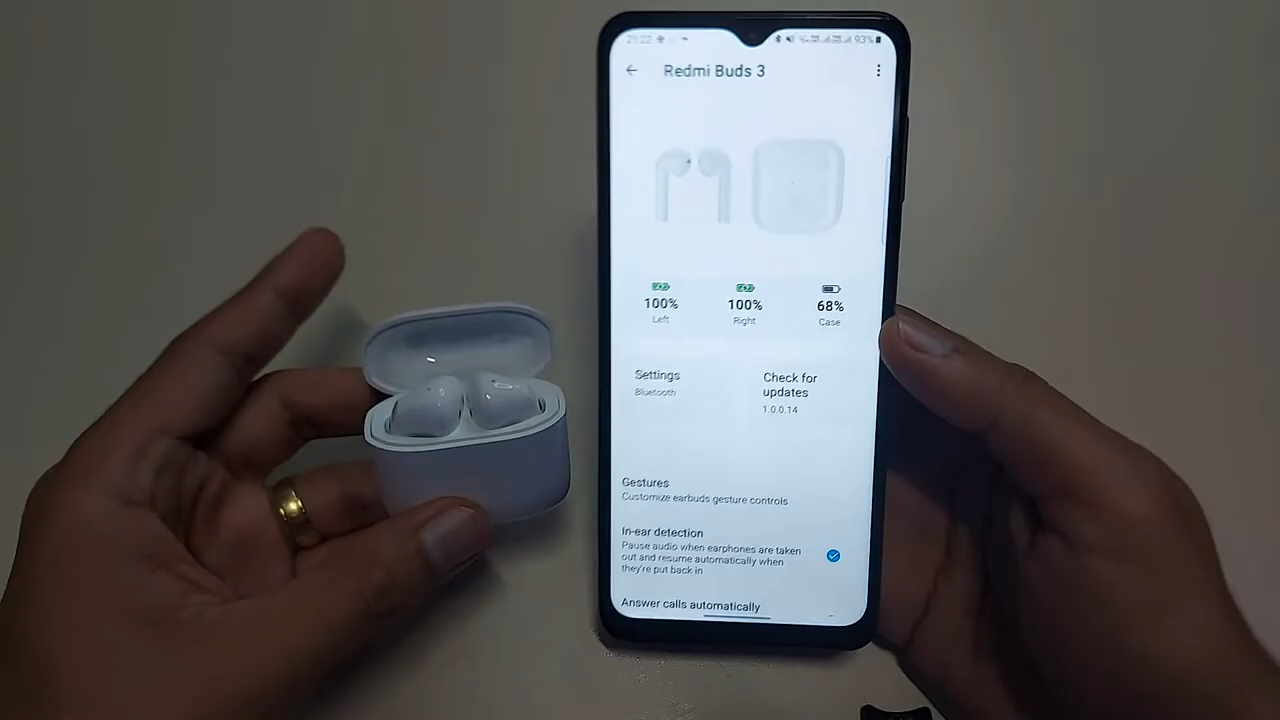 93%
Redmi Buds 3
100% 100% 68%
Left Right Case
Settings
Bluetooth
Check for
updates
1.0.0.14
Gestures
Customize earbuds gesture controls
In-ear detection
Pause audio when earphones are taken
out and resume automatically when
they're put back in
Answer calls automatically